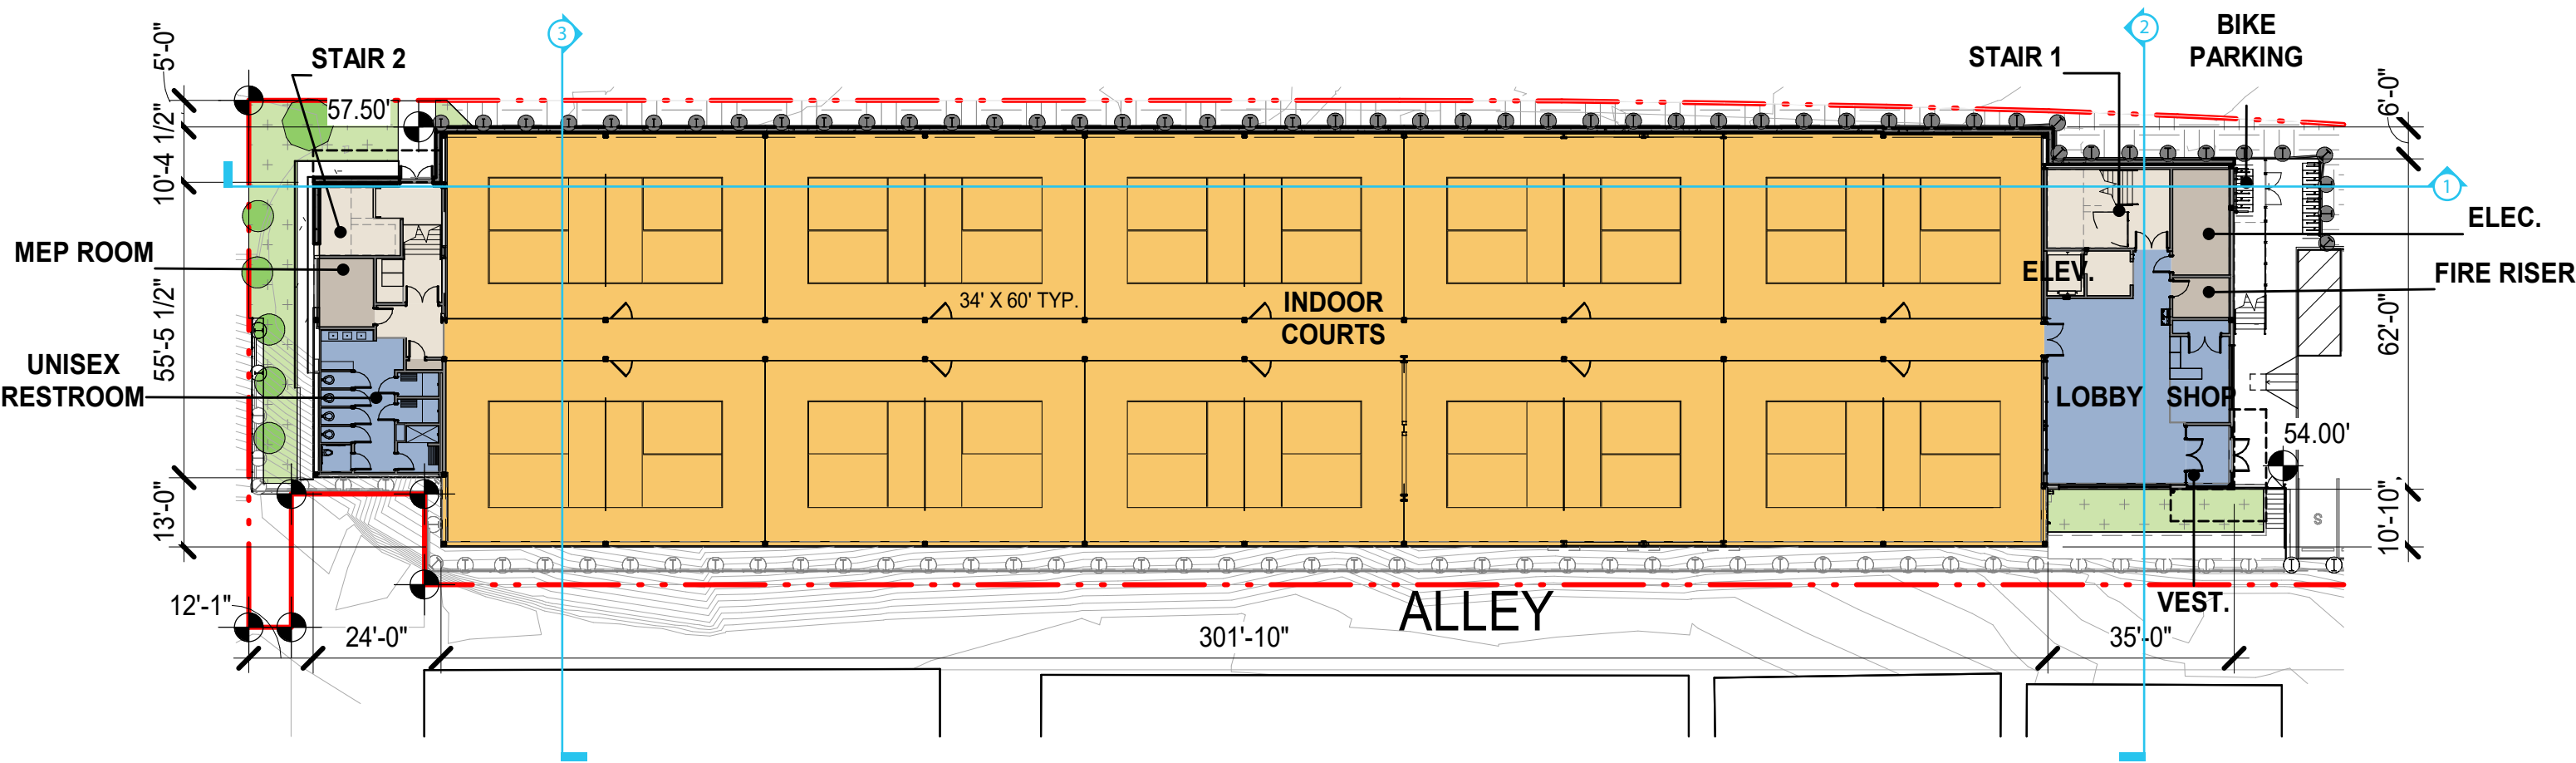 BIKE
PARKING
3
2
STAIR 2
STAIR 1
5'-0"
57.50'
6'-0"
10'-4 1/2"
1
ELEC.
MEP ROOM
ELEV.
FIRE RISER
34' X 60' TYP.
INDOOR
COURTS
55'-5 1/2"
62'-0"
UNISEX
RESTROOM
LOBBY
SHOP
54.00'
13'-0"
10'-10"
S
12'-1"
ALLEY
VEST.
24'-0"
301'-10"
35'-0"